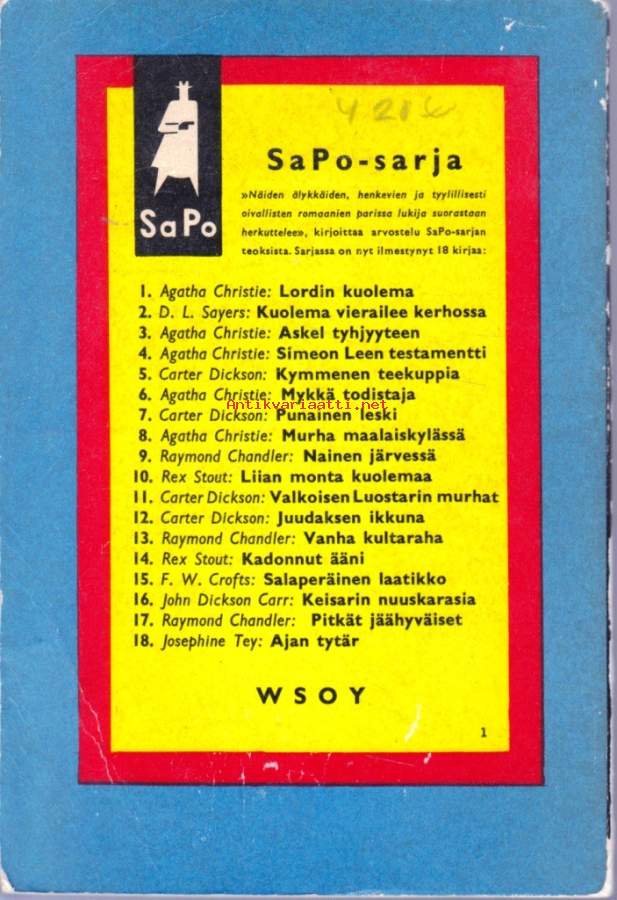 SaPo
SaPo-sarja
»Näiden älykkäiden, henkevien ja tyylillisesti
oivallisten romaanien parissa lukija suorastaan
herkuttelee», kirjoittaa arvostelu SaPo-sarjan
teoksista. Sarjassa on nyt ilmestynyt 18 kirjaa:
1. Agatha Christie: Lordin kuolema
2. D. L. Sayers: Kuolema vierailee kerhossa
3. Agatha Christie: Askel tyhjyyteen
4. Agatha Christie: Simeon Leen testamentti
5. Carter Dickson: Kymmenen teekuppia
6. Agatha Christie: Mykkä todistaja
Antikvariaatti.net
7. Carter Dickson: Punainen leski
8. Agatha Christie: Murha maalaiskylässä
9. Raymond Chandler: Nainen järvessä
10. Rex Stout: Liian monta kuolemaa
11. Carter Dickson: Valkoisen Luostarin murhat
12. Carter Dickson: Juudaksen ikkuna
13. Raymond Chandler: Vanha kultaraha
14. Rex Stout: Kadonnut ääni
15. F. W. Crofts: Salaperäinen laatikko
16. John Dickson Carr: Keisarin nuuskarasia
17. Raymond Chandler: Pitkät jäähyväiset
18. Josephine Tey: Ajan tytär
WSOY
1